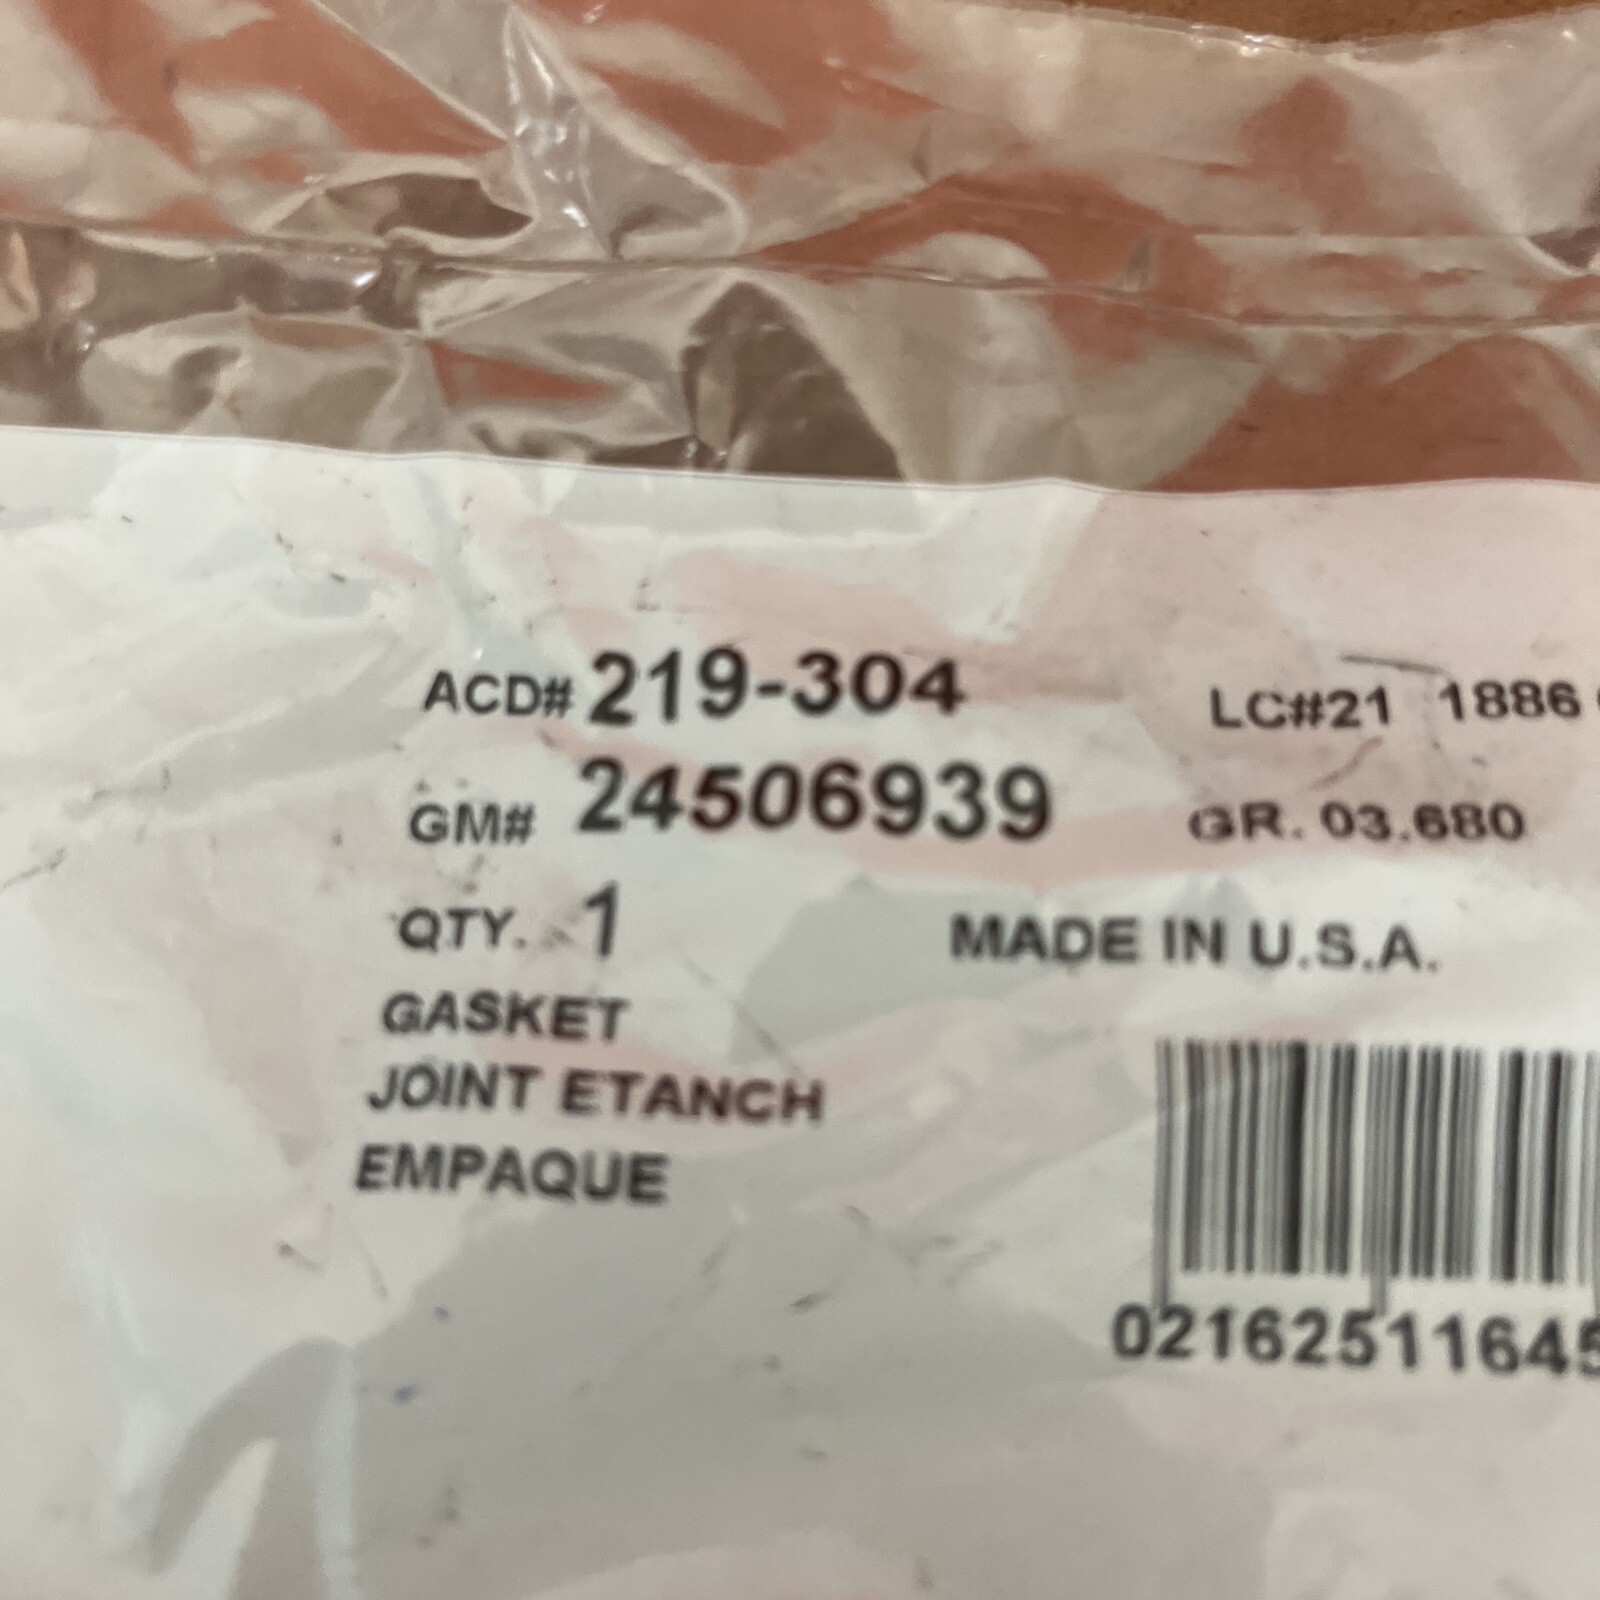 ACD# 219-304 LC#21 1886
GM# 24506939 GR. 03.680
QTY. 1 MADE IN U.S.A.
GASKET
JOINT ETANCH
EMPAQUE
02162511645